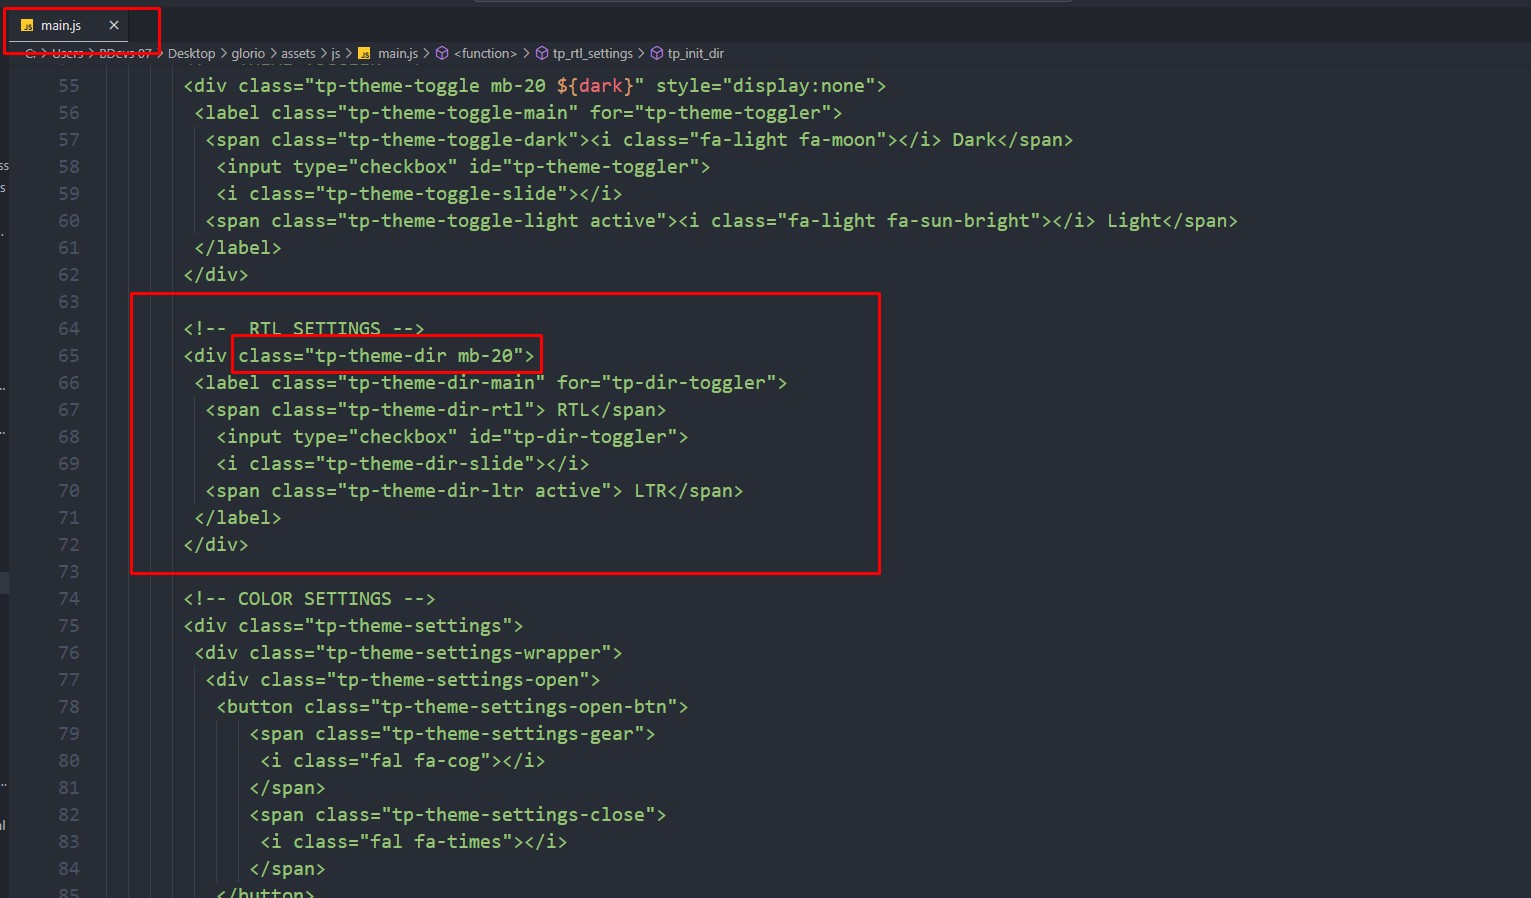 main.js
C: > Users > BDevs 07 > Desktop > glorio > assets > js > main.js > <function> > tp_rtl_settings > tp_init_dir
55 <div class="tp-theme-toggle mb-20 ${dark}" style="display:none">
56 <label class="tp-theme-toggle-main" for="tp-theme-toggler">
57 <span class="tp-theme-toggle-dark"><i class="fa-light fa-moon"></i> Dark</span>
58 <input type="checkbox" id="tp-theme-toggler">
59 <i class="tp-theme-toggle-slide"></i>
60 <span class="tp-theme-toggle-light active"><i class="fa-light fa-sun-bright"></i> Light</span>
61 </label>
62 </div>
63
64 <!--  RTL SETTINGS -->
65 <div class="tp-theme-dir mb-20">
66 <label class="tp-theme-dir-main" for="tp-dir-toggler">
67 <span class="tp-theme-dir-rtl"> RTL</span>
68 <input type="checkbox" id="tp-dir-toggler">
69 <i class="tp-theme-dir-slide"></i>
70 <span class="tp-theme-dir-ltr active"> LTR</span>
71 </label>
72 </div>
73
74 <!-- COLOR SETTINGS -->
75 <div class="tp-theme-settings">
76 <div class="tp-theme-settings-wrapper">
77 <div class="tp-theme-settings-open">
78 <button class="tp-theme-settings-open-btn">
79 <span class="tp-theme-settings-gear">
80 <i class="fal fa-cog"></i>
81 </span>
82 <span class="tp-theme-settings-close">
83 <i class="fal fa-times"></i>
84 </span>
85 </button>